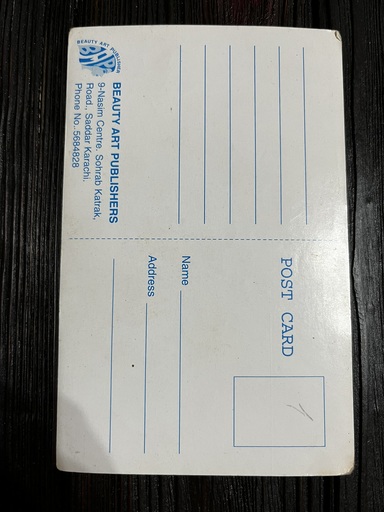 POST CARD
Name
Address
BEAUTY ART PUBLISHER
BAP
BEAUTY ART PUBLISHERS
9-Nasim Centre, Sohrab Katrak,
Road., Saddar Karachi.
Phone No. 5684828